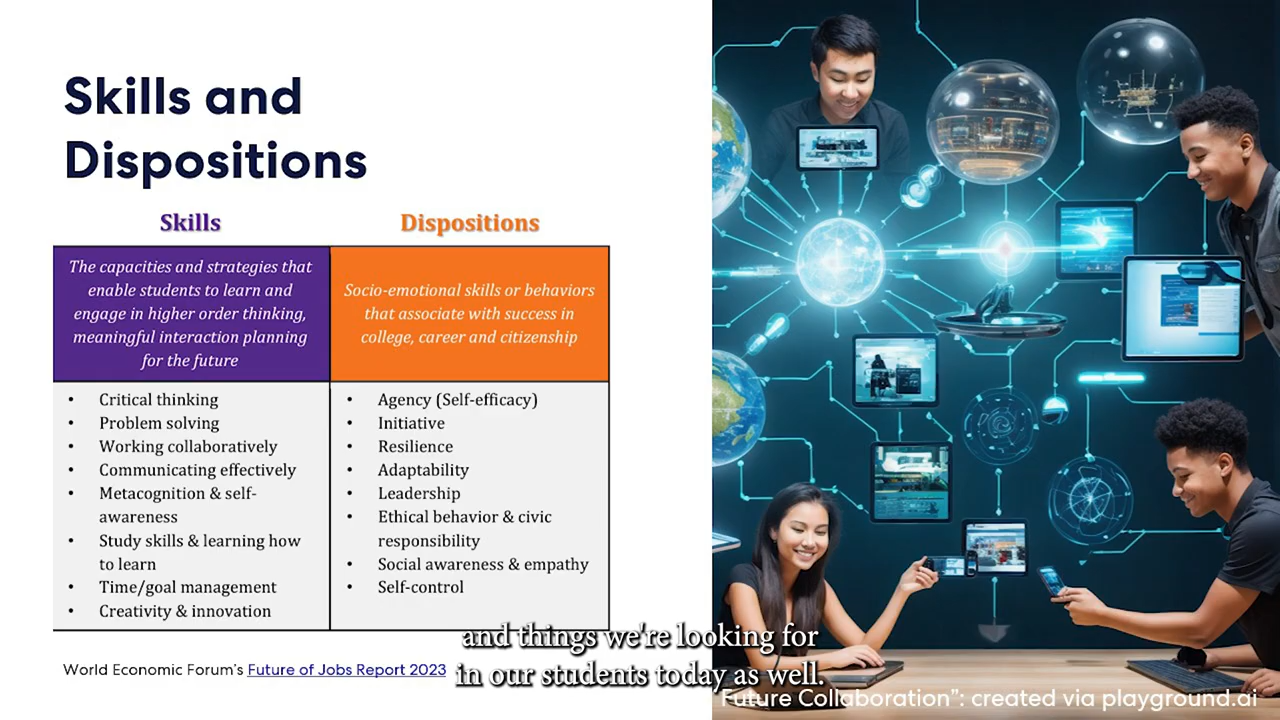 Skills and
Dispositions
Skills
Dispositions
The capacities and strategies that
enable students to learn and
engage in higher order thinking,
meaningful interaction planning
for the future
Socio-emotional skills or behaviors
that associate with success in
college, career and citizenship
• Critical thinking
• Problem solving
• Working collaboratively
• Communicating effectively
• Metacognition & self-
awareness
• Study skills & learning how
to learn
• Time/goal management
• Creativity & innovation
• Agency (Self-efficacy)
• Initiative
• Resilience
• Adaptability
• Leadership
• Ethical behavior & civic
responsibility
• Social awareness & empathy
• Self-control
World Economic Forum's Future of Jobs Report 2023
and things we're looking for
in our students today as well.
Future Collaboration”: created via playground.ai